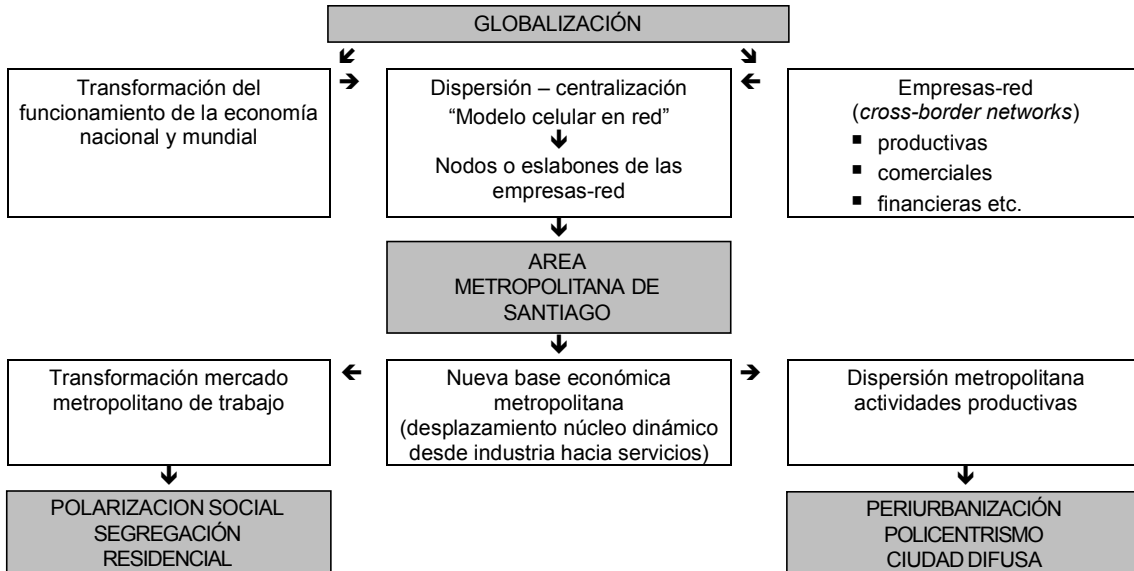 GLOBALIZACIÓN
Transformación del
funcionamiento de la economía
nacional y mundial
Dispersión – centralización
“Modelo celular en red”
Nodos o eslabones de las
empresas-red
Empresas-red
(cross-border networks)
▪ productivas
▪ comerciales
▪ financieras etc.
AREA
METROPOLITANA DE
SANTIAGO
Transformación mercado
metropolitano de trabajo
Nueva base económica
metropolitana
(desplazamiento núcleo dinámico
desde industria hacia servicios)
Dispersión metropolitana
actividades productivas
POLARIZACION SOCIAL
SEGREGACIÓN
RESIDENCIAL
PERIURBANIZACIÓN
POLICENTRISMO
CIUDAD DIFUSA